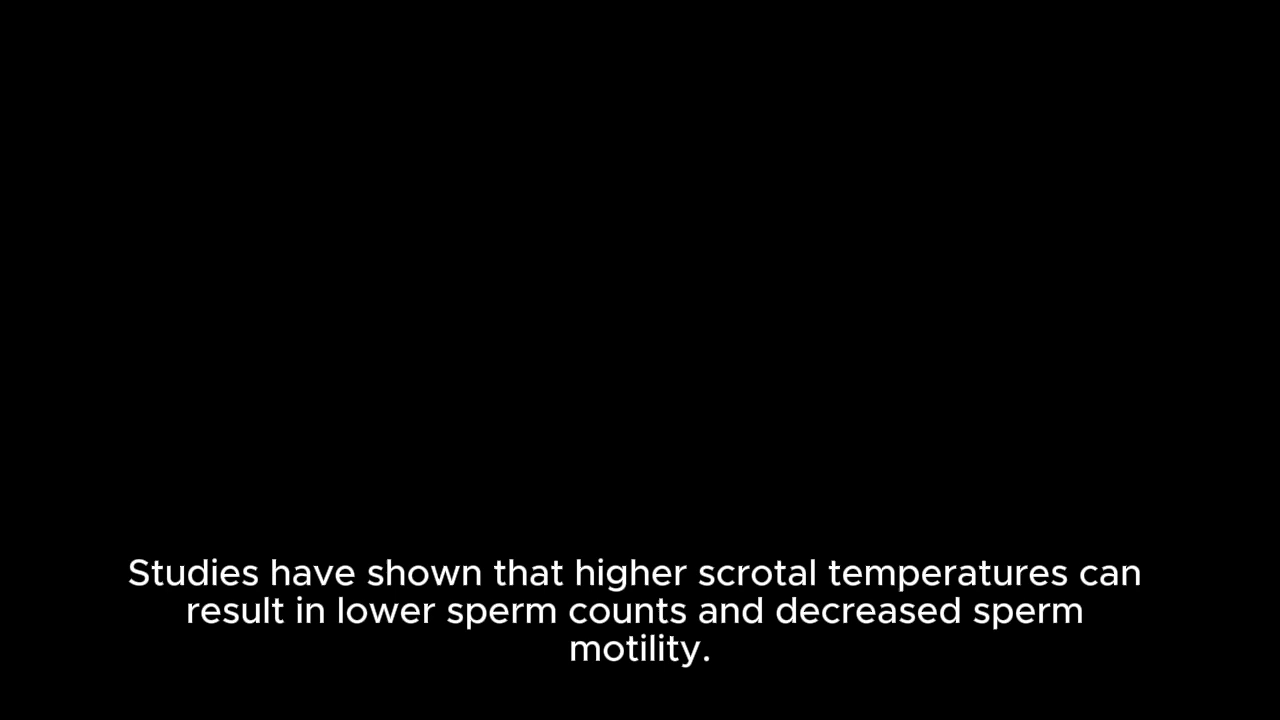 Studies have shown that higher scrotal temperatures can
result in lower sperm counts and decreased sperm
motility.